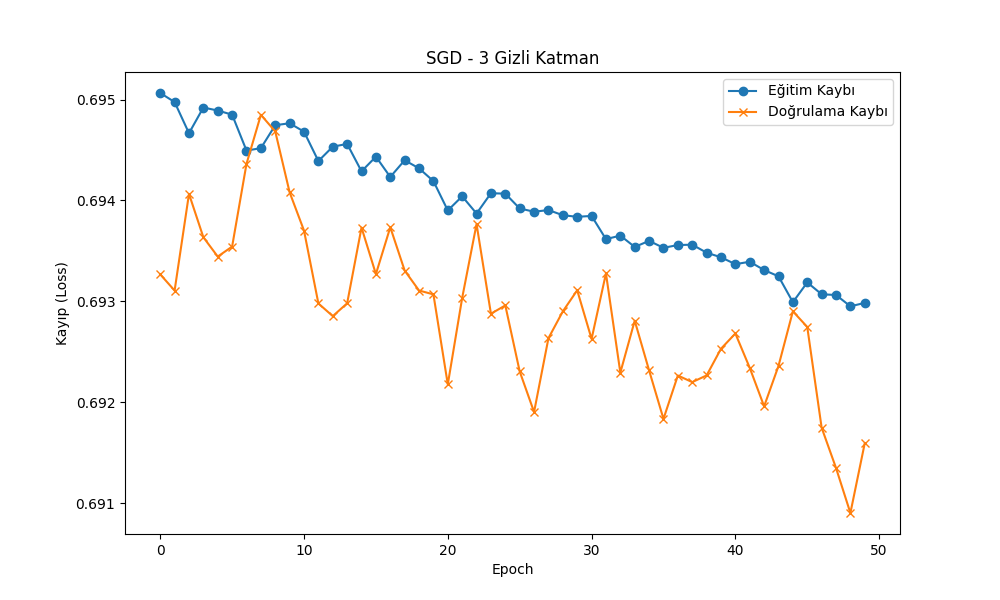 SGD - 3 Gizli Katman
Eğitim Kaybı
Doğrulama Kaybı
Kayıp (Loss)
0.695
0.694
0.693
0.692
0.691
0
10
20
30
40
50
Epoch